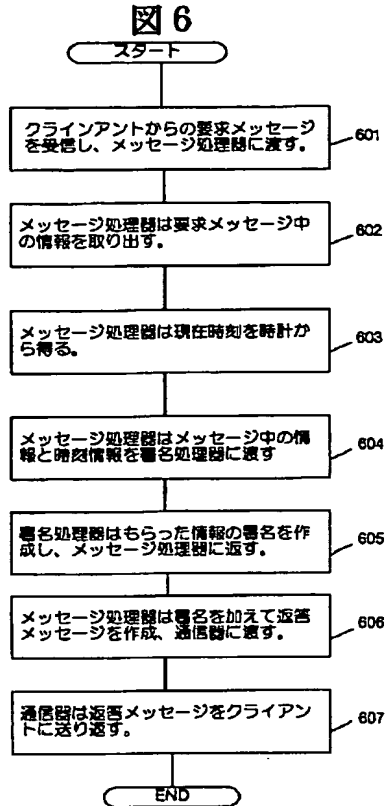 図6
スタート
クラインアントからの要求メッセージ
を受信し、メッセージ処理器に渡す。
601
メッセージ処理器は要求メッセージ中
の情報を取り出す。
602
メッセージ処理器は現在時刻を時計か
ら得る。
603
メッセージ処理器はメッセージ中の情
報と時刻情報を署名処理器に渡す
604
署名処理器はもらった情報の署名を作
成し、メッセージ処理器に返す。
605
メッセージ処理器は署名を加えて返答
メッセージを作成、通信器に渡す。
606
通信器は返答メッセージをクライアン
トに送り返す。
607
END